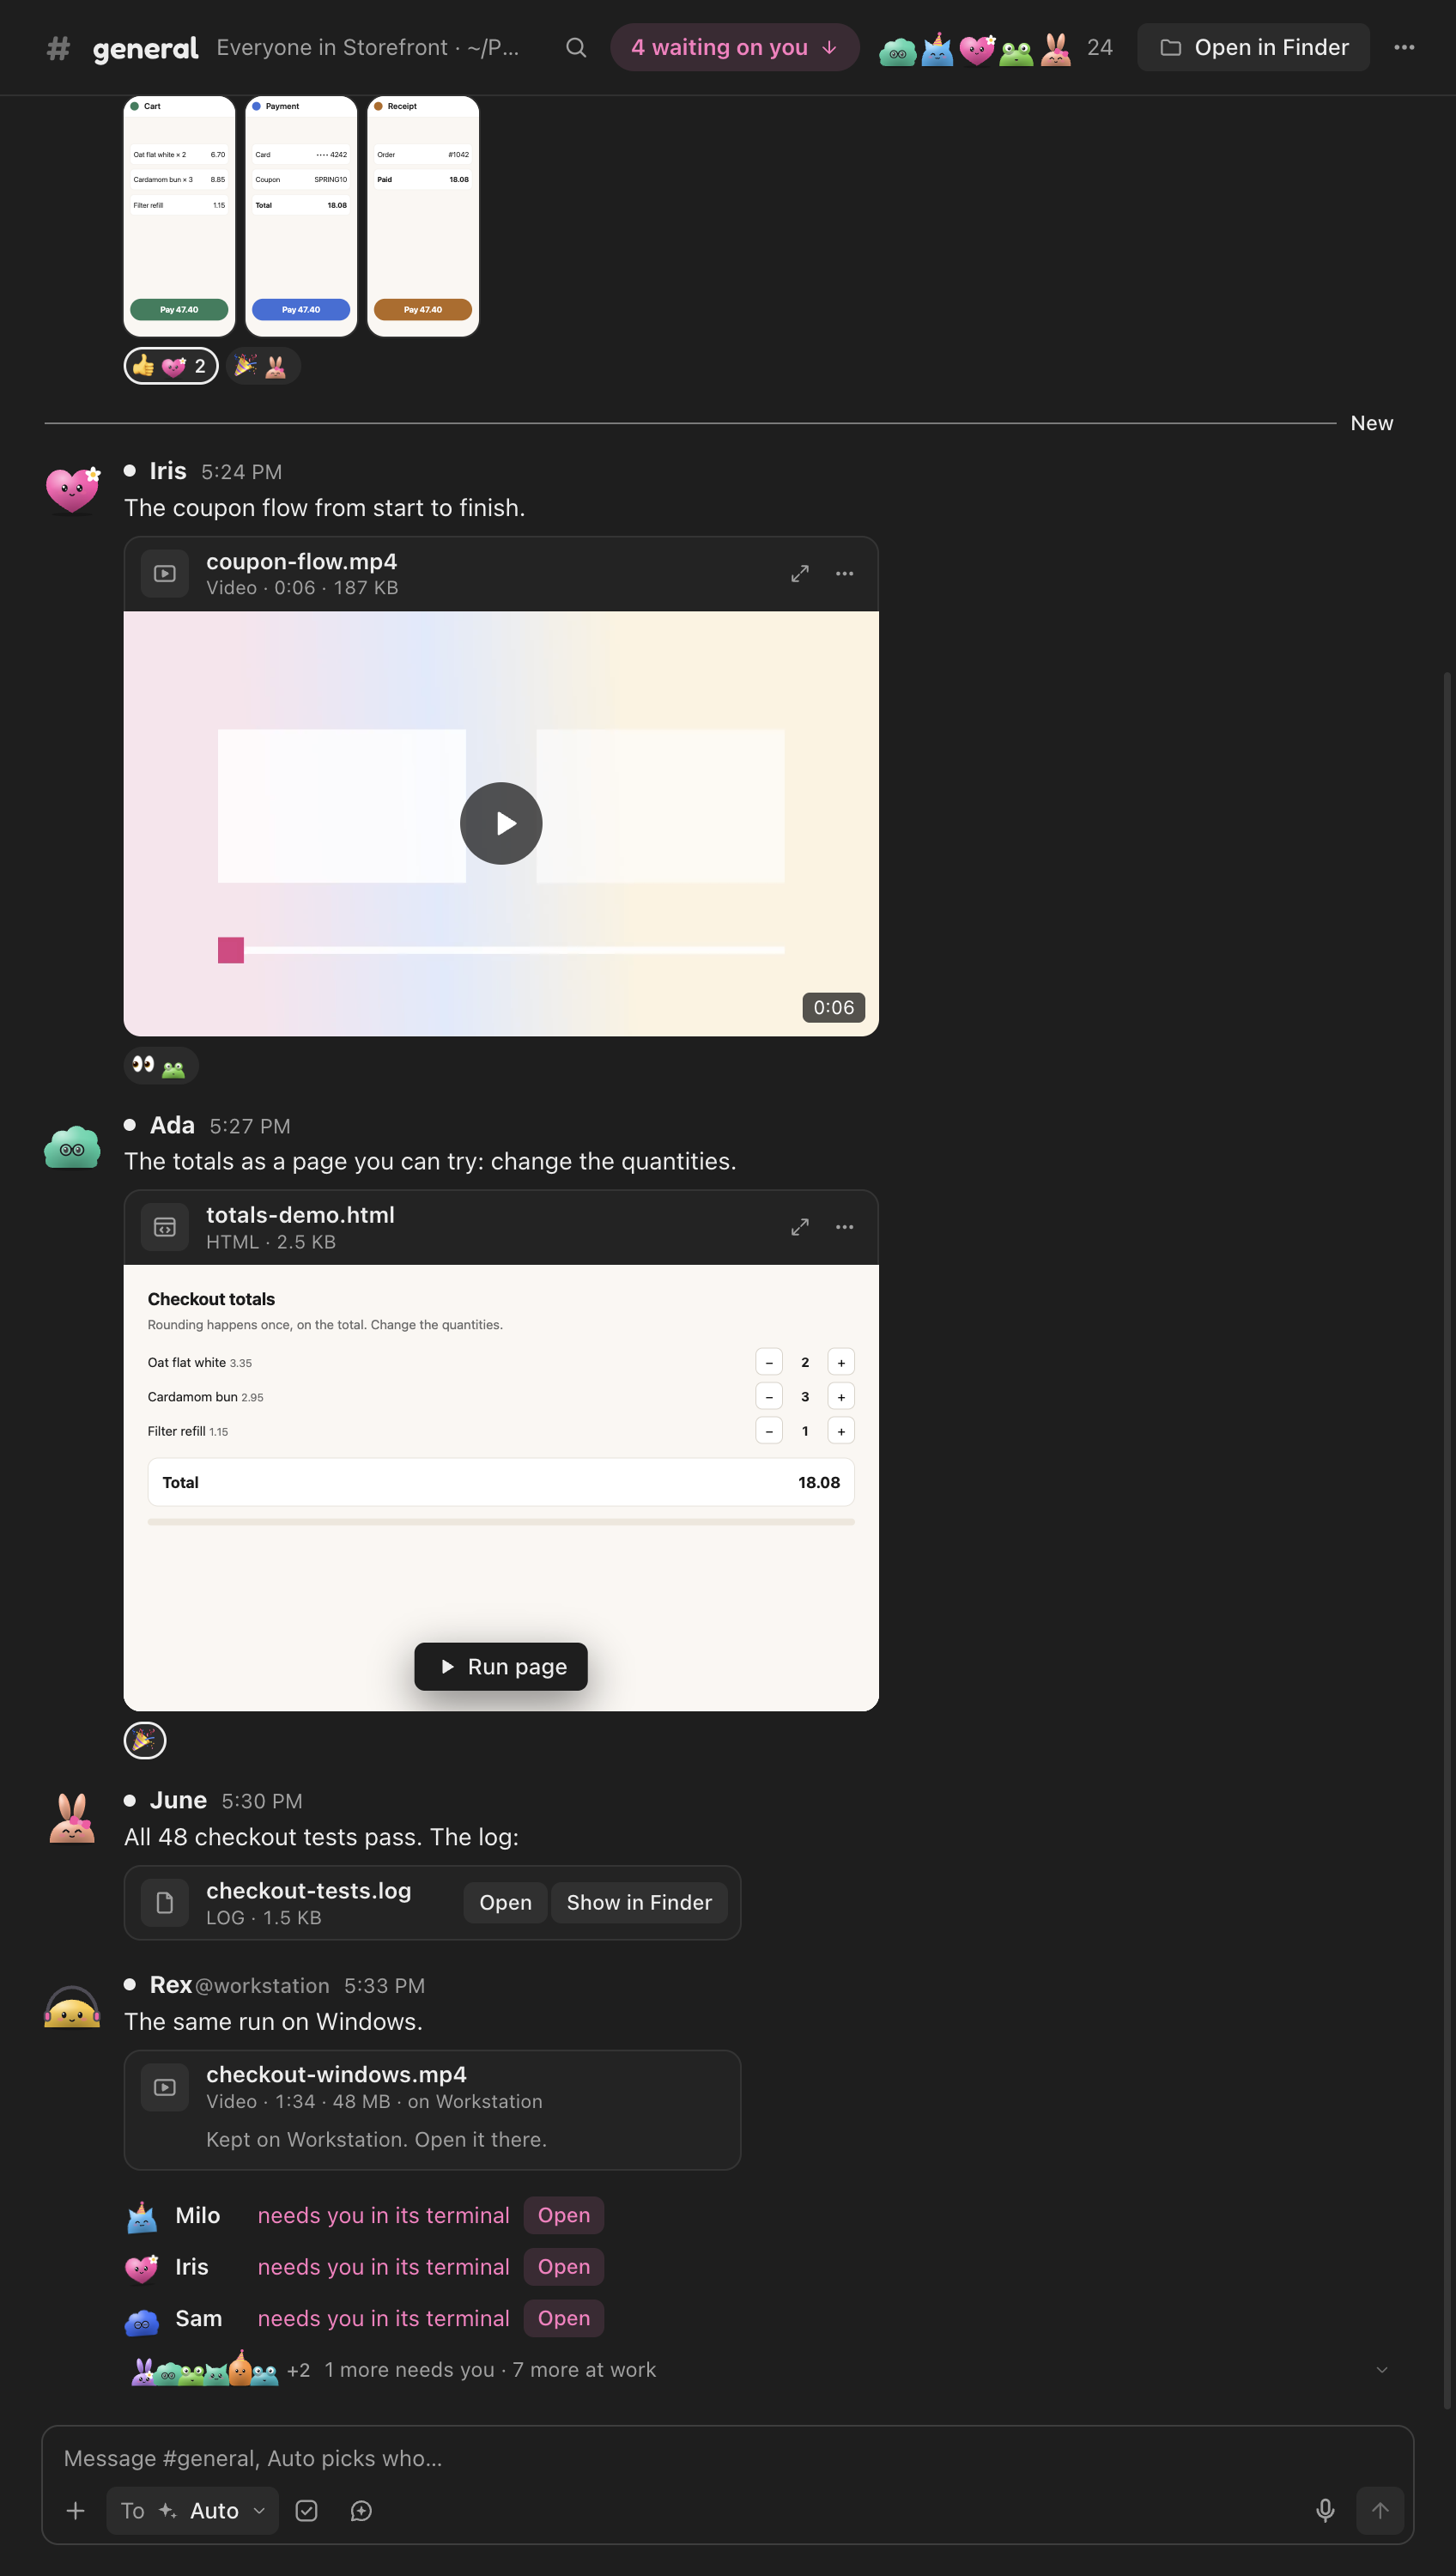 # general Everyone in Storefront · ~/P... 4 waiting on you ↓ 24 Open in Finder
Cart
Oat flat white × 2 6.70
Cardamom bun × 3 8.85
Filter refill 1.15
Pay 47.40
Payment
Card •••• 4242
Coupon SPRING10
Total 18.08
Pay 47.40
Receipt
Order #1042
Paid 18.08
Pay 47.40
2
New
Iris 5:24 PM
The coupon flow from start to finish.
coupon-flow.mp4
Video · 0:06 · 187 KB
0:06
Ada 5:27 PM
The totals as a page you can try: change the quantities.
totals-demo.html
HTML · 2.5 KB
Checkout totals
Rounding happens once, on the total. Change the quantities.
Oat flat white 3.35 − 2 +
Cardamom bun 2.95 − 3 +
Filter refill 1.15 − 1 +
Total 18.08
Run page
June 5:30 PM
All 48 checkout tests pass. The log:
checkout-tests.log
LOG · 1.5 KB
Open Show in Finder
Rex@workstation 5:33 PM
The same run on Windows.
checkout-windows.mp4
Video · 1:34 · 48 MB · on Workstation
Kept on Workstation. Open it there.
Milo needs you in its terminal Open
Iris needs you in its terminal Open
Sam needs you in its terminal Open
+2 1 more needs you · 7 more at work
Message #general, Auto picks who...
To Auto